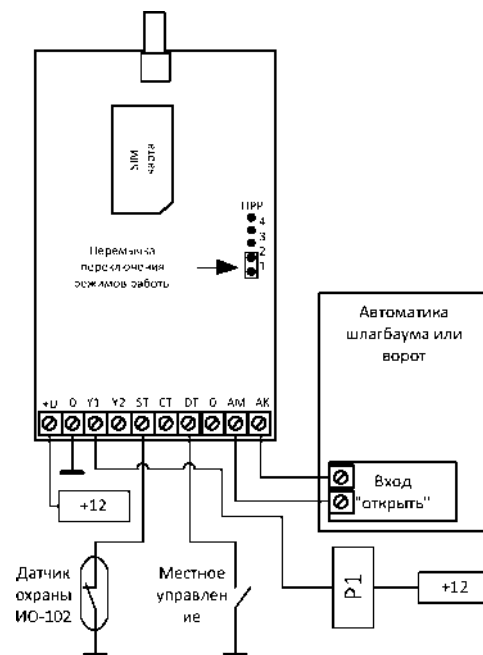 SIM
карта
ПРР
4
3
2
1
Перемычка
переключения
режимов работы
Автоматика
шлагбаума или
ворот
+U 0 Y1 Y2 ST CT DT 0 AM AK
Вход
"открыть"
+12
Датчик
охраны
ИО-102
Местное
управлен
ие
P1
+12